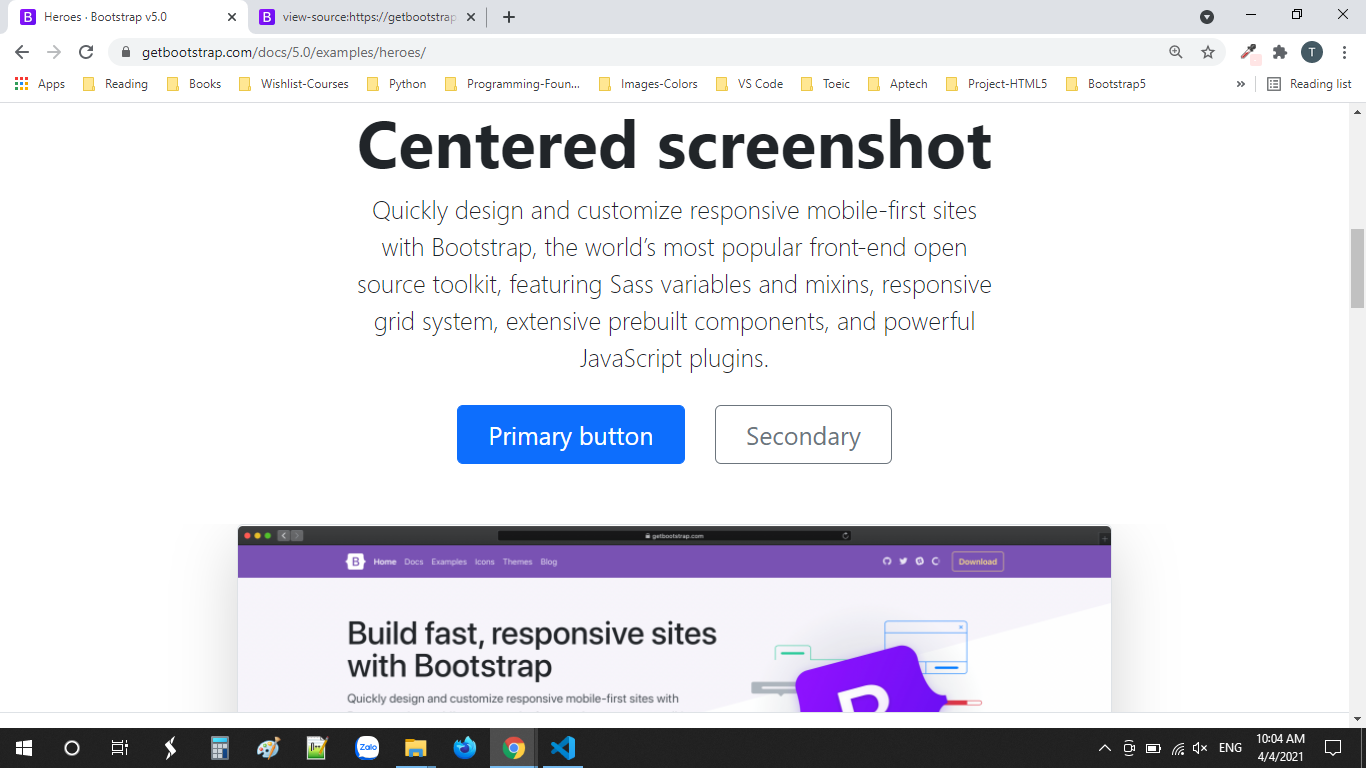 Heroes · Bootstrap v5.0
view-source:https://getbootstrap
getbootstrap.com/docs/5.0/examples/heroes/
T
Apps Reading Books Wishlist-Courses Python Programming-Foun... Images-Colors VS Code Toeic Aptech Project-HTML5 Bootstrap5 » Reading list
Centered screenshot
Quickly design and customize responsive mobile-first sites
with Bootstrap, the world’s most popular front-end open
source toolkit, featuring Sass variables and mixins, responsive
grid system, extensive prebuilt components, and powerful
JavaScript plugins.
Primary button Secondary
getbootstrap.com
B Home Docs Examples Icons Themes Blog Download
Build fast, responsive sites
with Bootstrap
Quickly design and customize responsive mobile-first sites with
B
Zalo
ENG
10:04 AM
4/4/2021